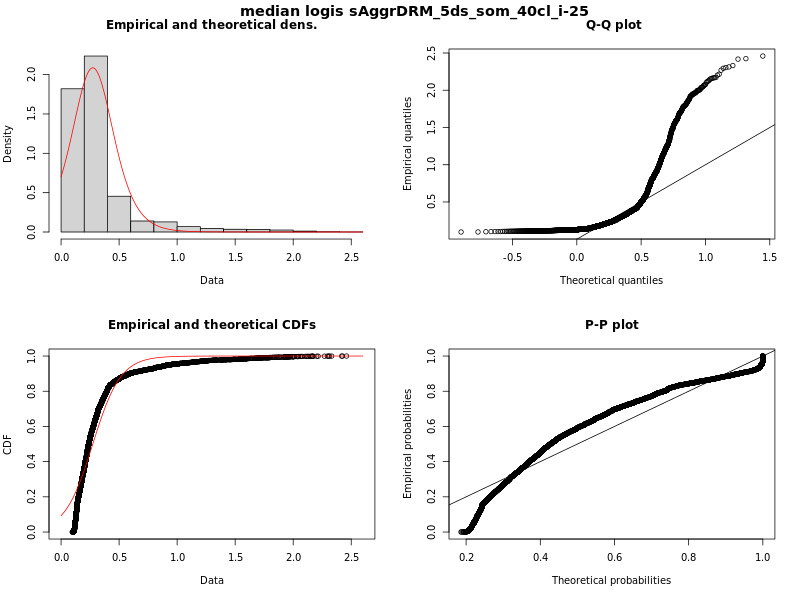 median logis sAggrDRM_5ds_som_40cl_i-25
Empirical and theoretical dens.
Density
0.0 0.5 1.0 1.5 2.0
0.0 0.5 1.0 1.5 2.0 2.5
Data
Q-Q plot
Empirical quantiles
0.5 1.0 1.5 2.0 2.5
-0.5 0.0 0.5 1.0 1.5
Theoretical quantiles
Empirical and theoretical CDFs
CDF
0.0 0.2 0.4 0.6 0.8 1.0
0.0 0.5 1.0 1.5 2.0 2.5
Data
P-P plot
Empirical probabilities
0.0 0.2 0.4 0.6 0.8 1.0
0.2 0.4 0.6 0.8 1.0
Theoretical probabilities